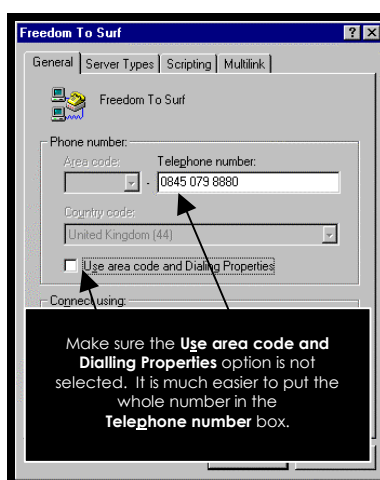 Freedom To Surf
General Server Types Scripting Multilink
Freedom To Surf
Phone number:
Area code: Telephone number:
- 0845 079 8880
Country code:
United Kingdom (44)
Use area code and Dialing Properties
Connect using:
Make sure the Use area code and
Dialling Properties option is not
selected. It is much easier to put the
whole number in the
Telephone number box.